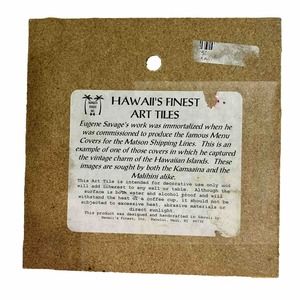 HAWAII'S FINEST
ART TILES
Eugene Savage's work was immortalized when he
was commissioned to produce the famous Menu
Covers for the Matson Shipping Lines. This is an
example of one of those covers in which he captured
the vintage charm of the Hawaiian Islands. These
images are sought by both the Kamaaina and the
Malihini alike.
This Art Tile is intended for decorative use only and
will add interest to any wall or table. Although the
surface is both water and alcohol proof and will
withstand the heat of a coffee cup, it should not be
subjected to excessive heat, abrasive materials or
direct sunlight.
This product was designed and handcrafted in Hawaii by
Hawaii's Finest, Inc.